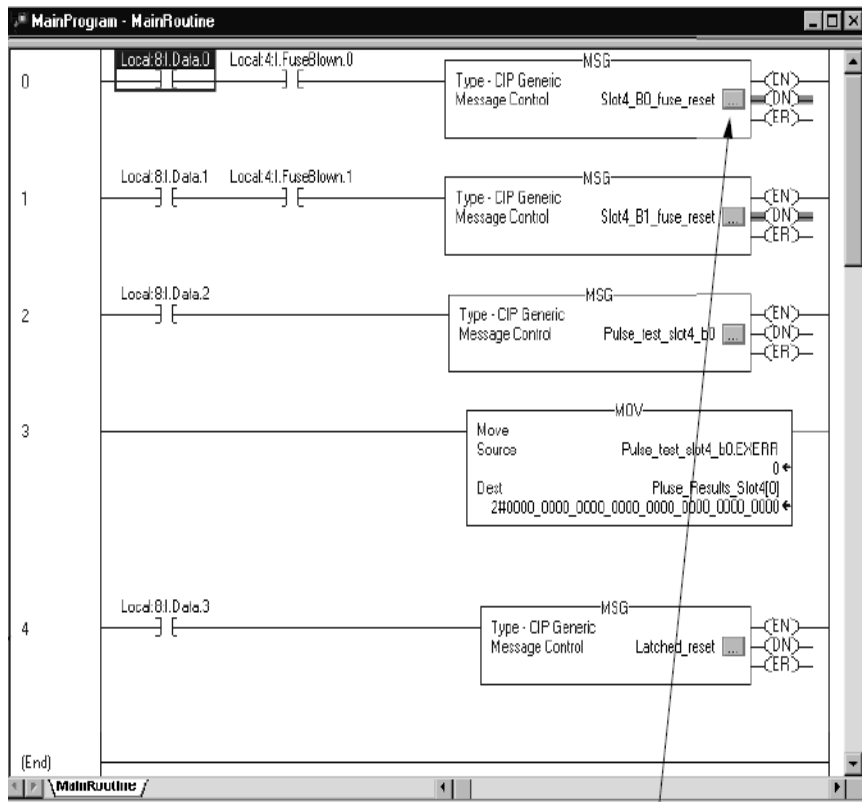 MainProgram - MainRoutine
0
Local:8:I.Data.0 Local:4:I.FuseBlown.0
MSG
Type - CIP Generic
Message Control Slot4_B0_fuse_reset ...
EN
DN
ER
1
Local:8:I.Data.1 Local:4:I.FuseBlown.1
MSG
Type - CIP Generic
Message Control Slot4_B1_fuse_reset ...
EN
DN
ER
2
Local:8:I.Data.2
MSG
Type - CIP Generic
Message Control Pulse_test_slot4_b0 ...
EN
DN
ER
3
MOV
Move
Source Pulse_test_slot4_b0.EXERR
0
Dest Pluse_Results_Slot4[0]
2#0000_0000_0000_0000_0000_0000_0000_0000
4
Local:8:I.Data.3
MSG
Type - CIP Generic
Message Control Latched_reset ...
EN
DN
ER
(End)
MainRoutine